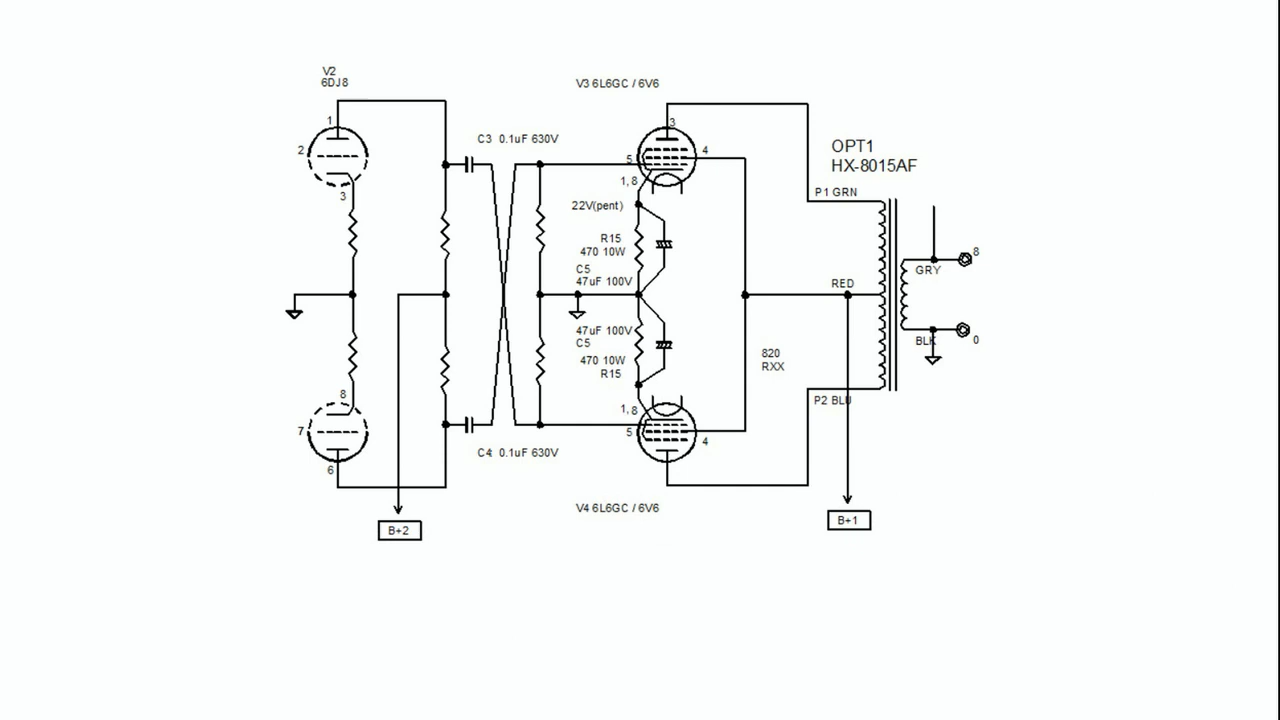 V2
6DJ8
V3 6L6GC / 6V6
1
2
3
C3 0.1uF 630V
3
5
4
1, 8
22V(pent)
R15
470 10W
C5
47uF 100V
47uF 100V
C5
470 10W
R15
1, 8
5
4
OPT1
HX-8015AF
P1 GRN
RED
P2 BLU
GRY
8
BLK
0
820
RXX
8
7
6
C4 0.1uF 630V
V4 6L6GC / 6V6
B+2
B+1